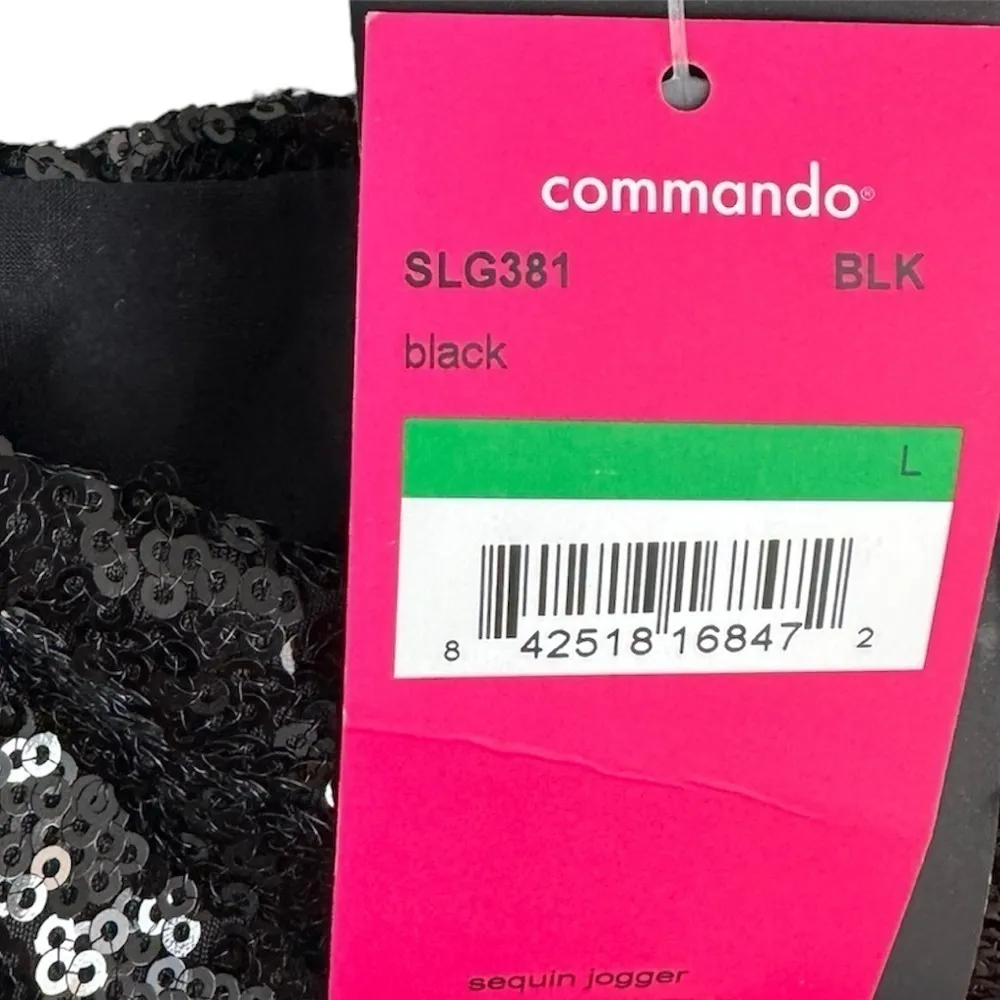 commando®
SLG381 BLK
black
L
8 42518 16847 2
sequin jogger